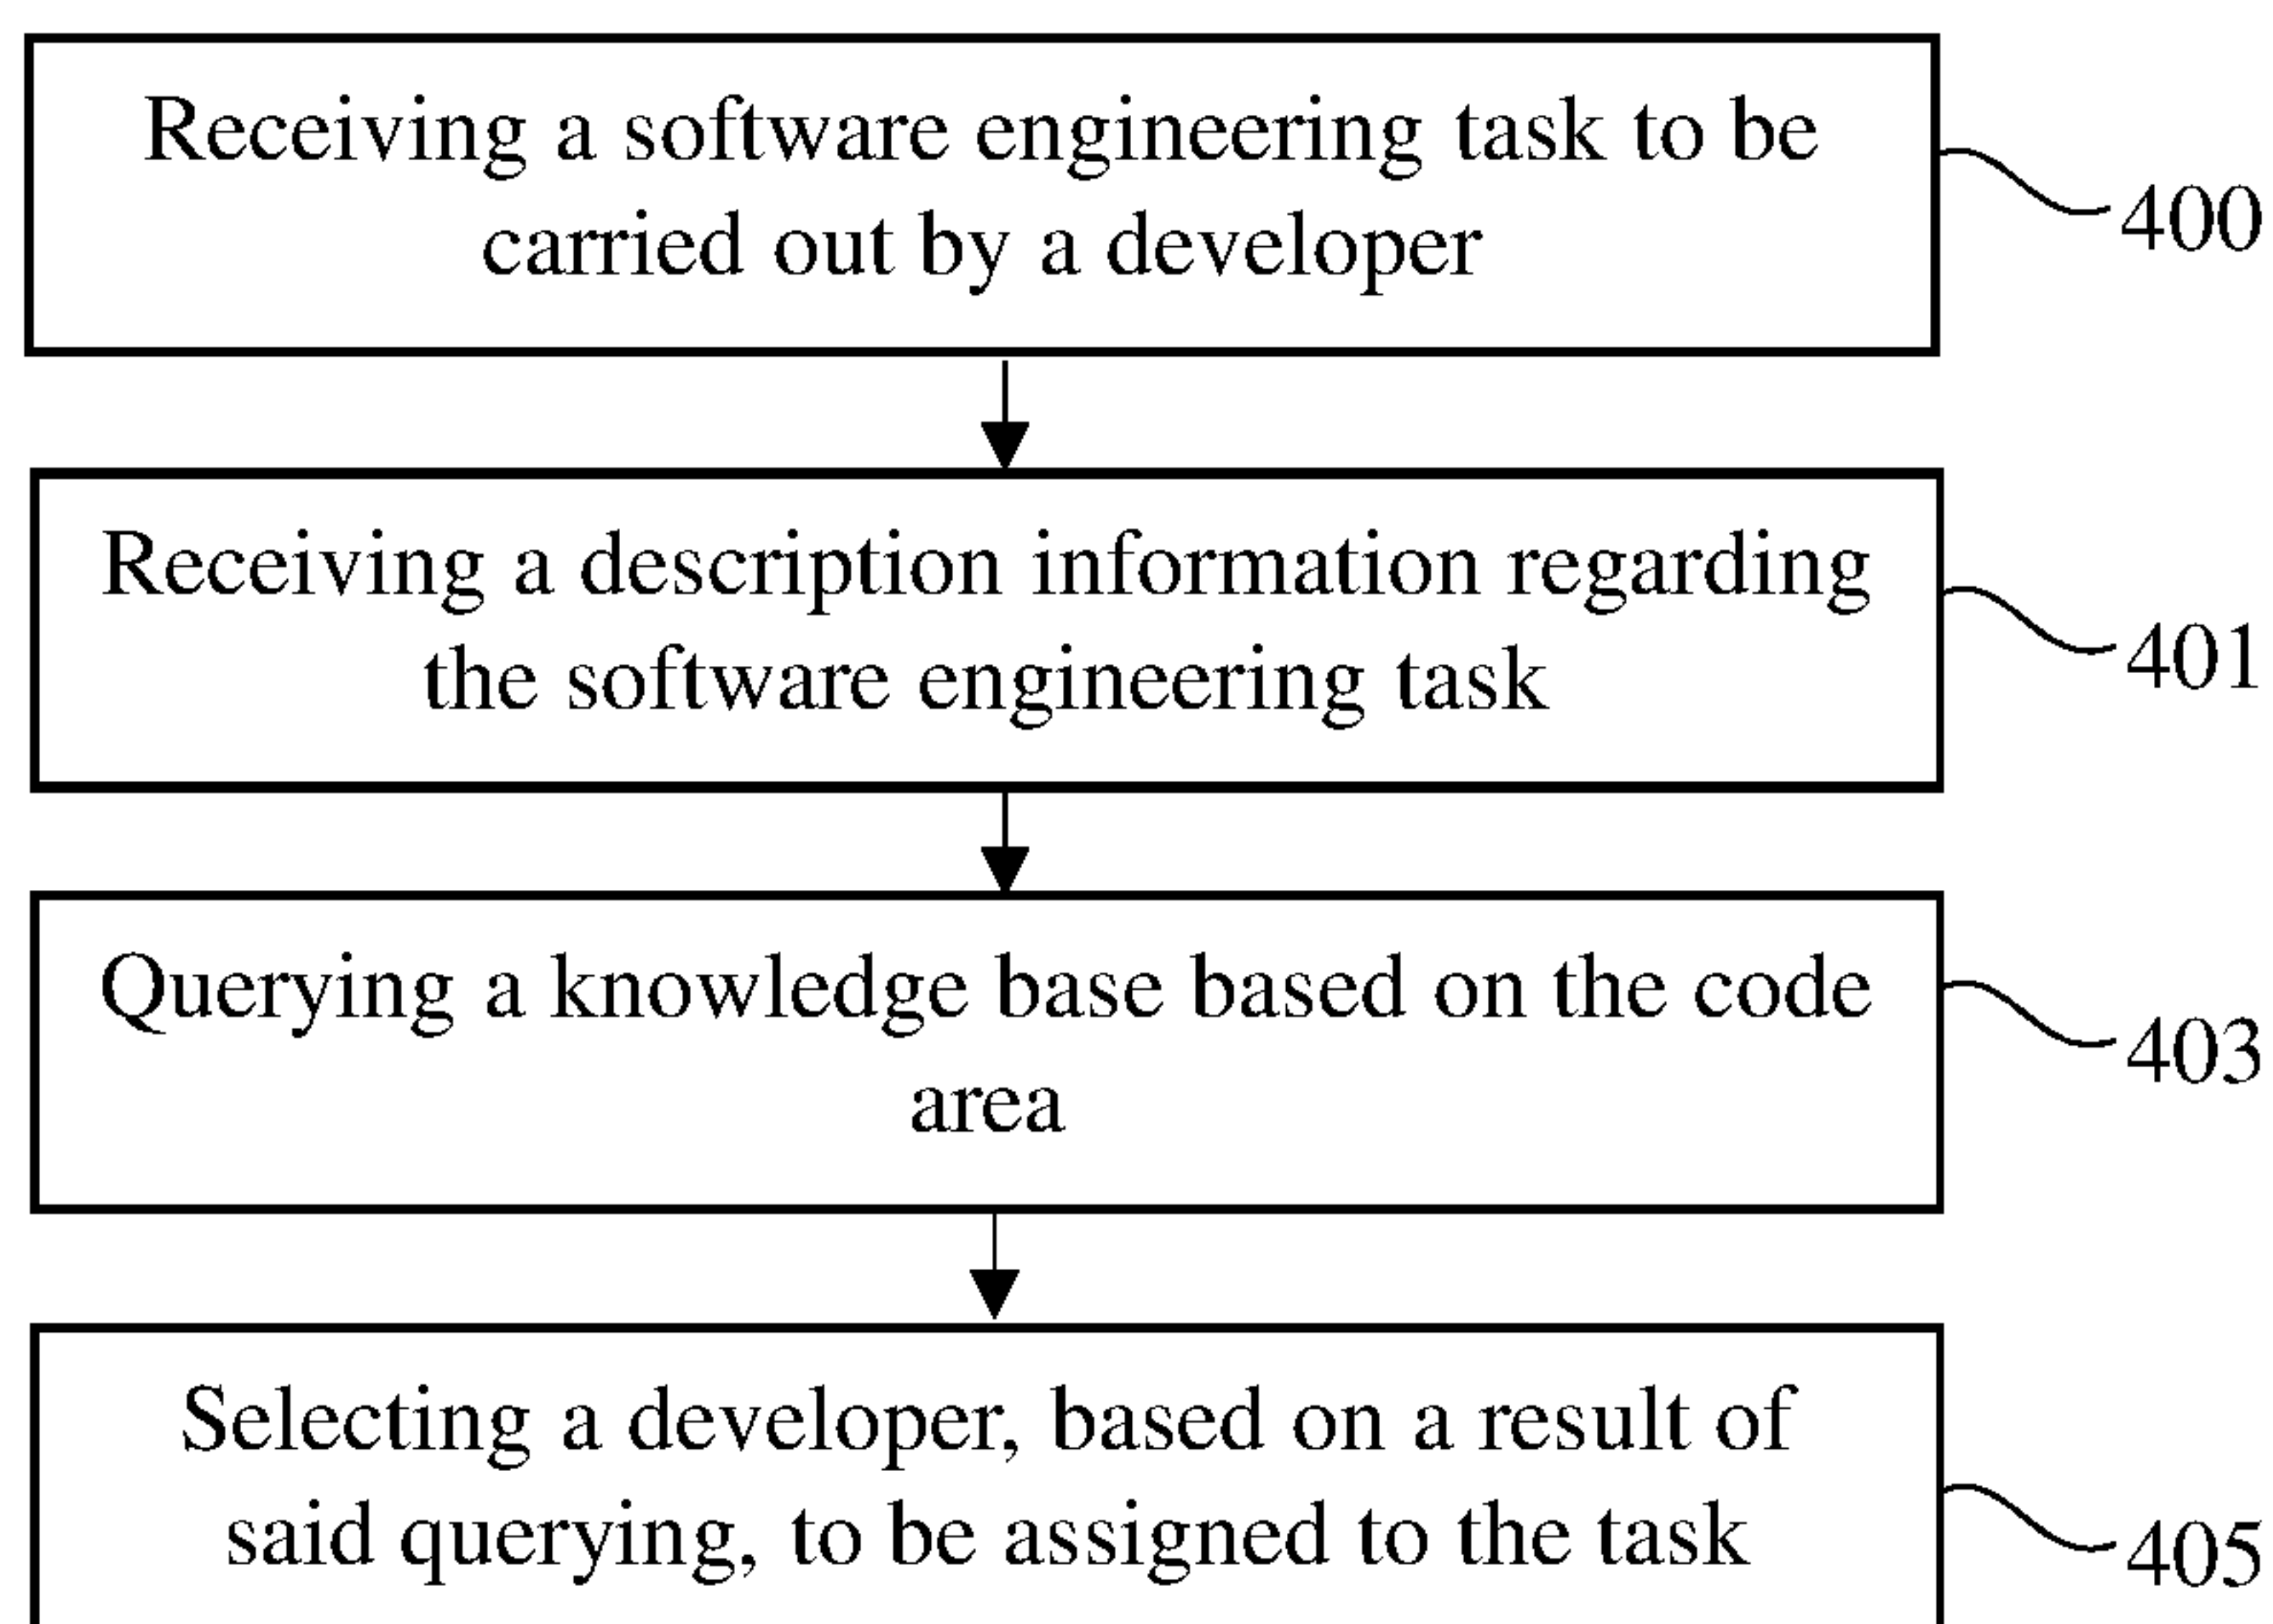 Receiving a software engineering task to be
carried out by a developer
400
Receiving a description information regarding
the software engineering task
401
Querying a knowledge base based on the code
area
403
Selecting a developer, based on a result of
said querying, to be assigned to the task
405